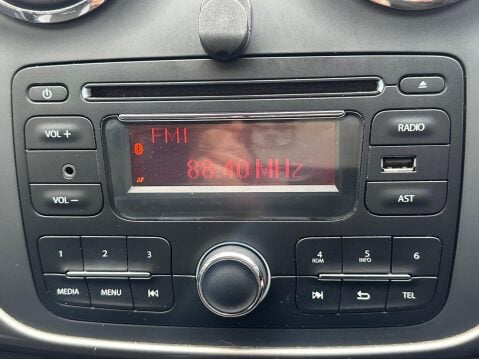 VOL +
RADIO
FM1
88.40 MHz
AF
VOL −
AST
1
2
3
4
RDM
5
INFO
6
MEDIA
MENU
TEL